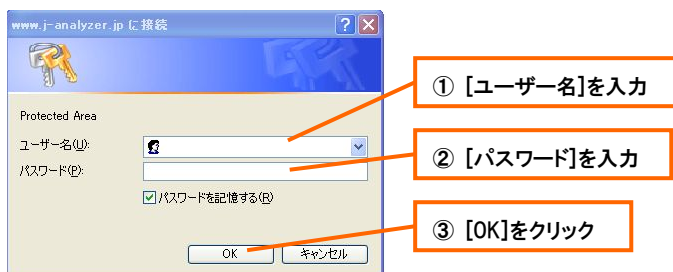 www.j-analyzer.jp に接続
Protected Area
ユーザー名(U):
パスワード(P):
パスワードを記憶する(R)
OK キャンセル
① [ユーザー名]を入力
② [パスワード]を入力
③ [OK]をクリック